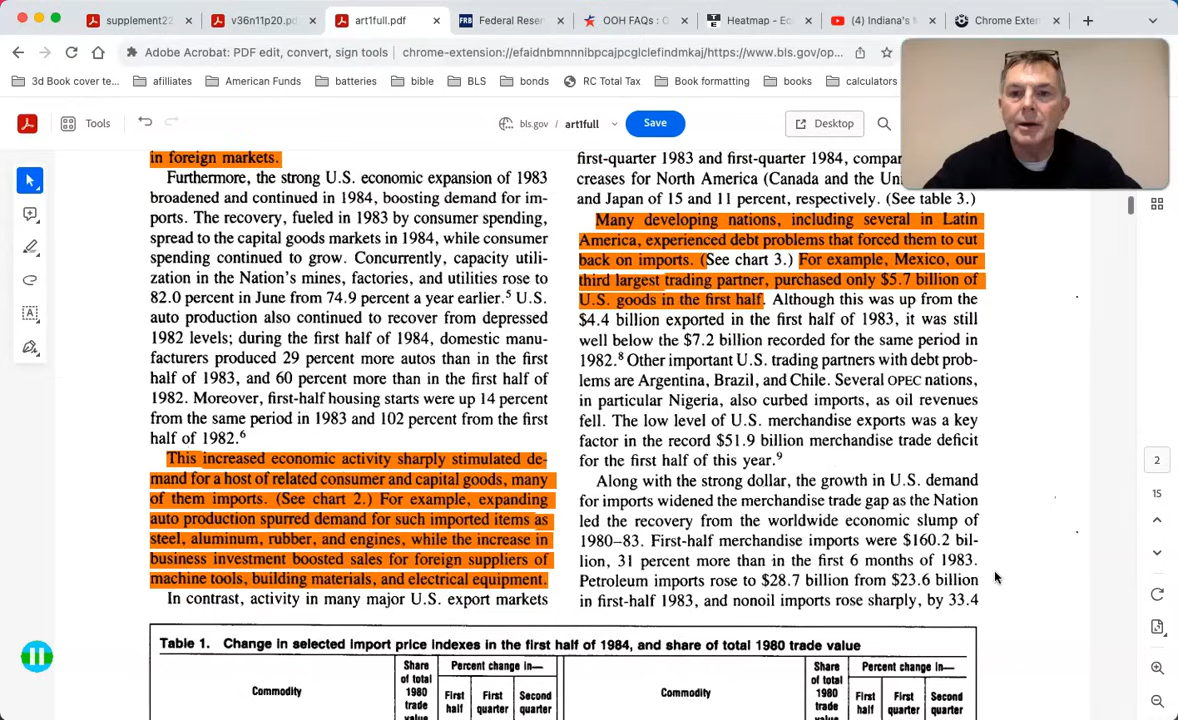 supplement22
v36n11p20.pd
art1full.pdf
Federal Reser
OOH FAQs : O
Heatmap - Ec
(4) Indiana's M
Chrome Exten
Adobe Acrobat: PDF edit, convert, sign tools
chrome-extension://efaidnbmnnnibpcajpcglclefindmkaj/https://www.bls.gov/op...
3d Book cover te...
afilliates
American Funds
batteries
bible
BLS
bonds
RC Total Tax
Book formatting
books
calculators
Tools
bls.gov / art1full
Save
Desktop
in foreign markets.
Furthermore, the strong U.S. economic expansion of 1983
broadened and continued in 1984, boosting demand for im-
ports. The recovery, fueled in 1983 by consumer spending,
spread to the capital goods markets in 1984, while consumer
spending continued to grow. Concurrently, capacity utili-
zation in the Nation's mines, factories, and utilities rose to
82.0 percent in June from 74.9 percent a year earlier.⁵ U.S.
auto production also continued to recover from depressed
1982 levels; during the first half of 1984, domestic manu-
facturers produced 29 percent more autos than in the first
half of 1983, and 60 percent more than in the first half of
1982. Moreover, first-half housing starts were up 14 percent
from the same period in 1983 and 102 percent from the first
half of 1982.⁶
This increased economic activity sharply stimulated de-
mand for a host of related consumer and capital goods, many
of them imports. (See chart 2.) For example, expanding
auto production spurred demand for such imported items as
steel, aluminum, rubber, and engines, while the increase in
business investment boosted sales for foreign suppliers of
machine tools, building materials, and electrical equipment.
In contrast, activity in many major U.S. export markets
first-quarter 1983 and first-quarter 1984, compa
creases for North America (Canada and the Un
and Japan of 15 and 11 percent, respectively. (See table 3.)
Many developing nations, including several in Latin
America, experienced debt problems that forced them to cut
back on imports. (See chart 3.) For example, Mexico, our
third largest trading partner, purchased only $5.7 billion of
U.S. goods in the first half. Although this was up from the
$4.4 billion exported in the first half of 1983, it was still
well below the $7.2 billion recorded for the same period in
1982.⁸ Other important U.S. trading partners with debt prob-
lems are Argentina, Brazil, and Chile. Several OPEC nations,
in particular Nigeria, also curbed imports, as oil revenues
fell. The low level of U.S. merchandise exports was a key
factor in the record $51.9 billion merchandise trade deficit
for the first half of this year.⁹
Along with the strong dollar, the growth in U.S. demand
for imports widened the merchandise trade gap as the Nation
led the recovery from the worldwide economic slump of
1980–83. First-half merchandise imports were $160.2 bil-
lion, 31 percent more than in the first 6 months of 1983.
Petroleum imports rose to $28.7 billion from $23.6 billion
in first-half 1983, and nonoil imports rose sharply, by 33.4
2
15
Table 1. Change in selected import price indexes in the first half of 1984, and share of total 1980 trade value
Commodity
Share
of total
1980
trade
value
Percent change in—
First
half
First
quarter
Second
quarter
Commodity
Share
of total
1980
trade
value
Percent change in—
First
half
First
quarter
Second
quarter